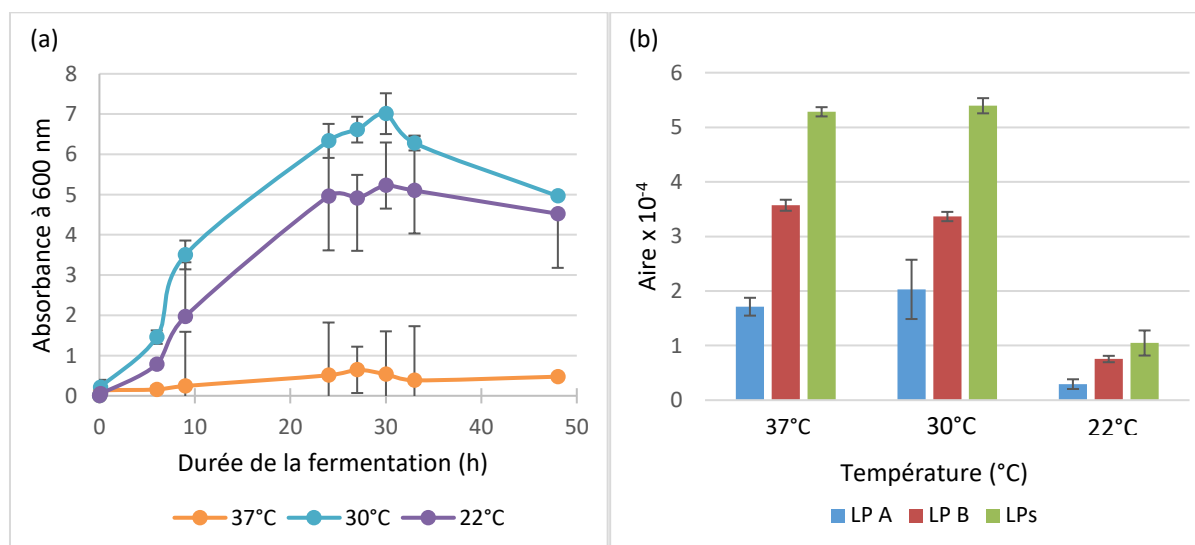 (a)
Absorbance à 600 nm
8
7
6
5
4
3
2
1
0
0 10 20 30 40 50
Durée de la fermentation (h)
37°C 30°C 22°C
(b)
Aire x 10-4
6
5
4
3
2
1
0
37°C 30°C 22°C
Température (°C)
LP A LP B LPs